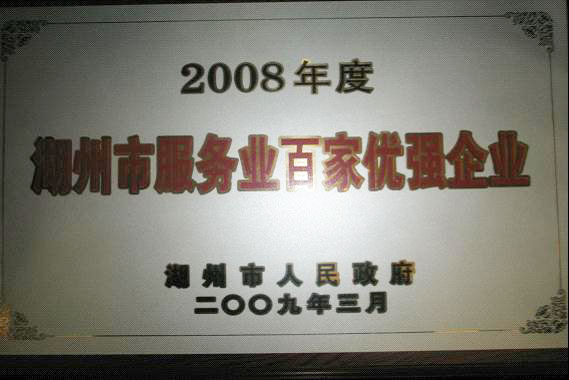 2008年度
湖州市服务业百家优强企业
湖州市人民政府
二〇〇九年三月